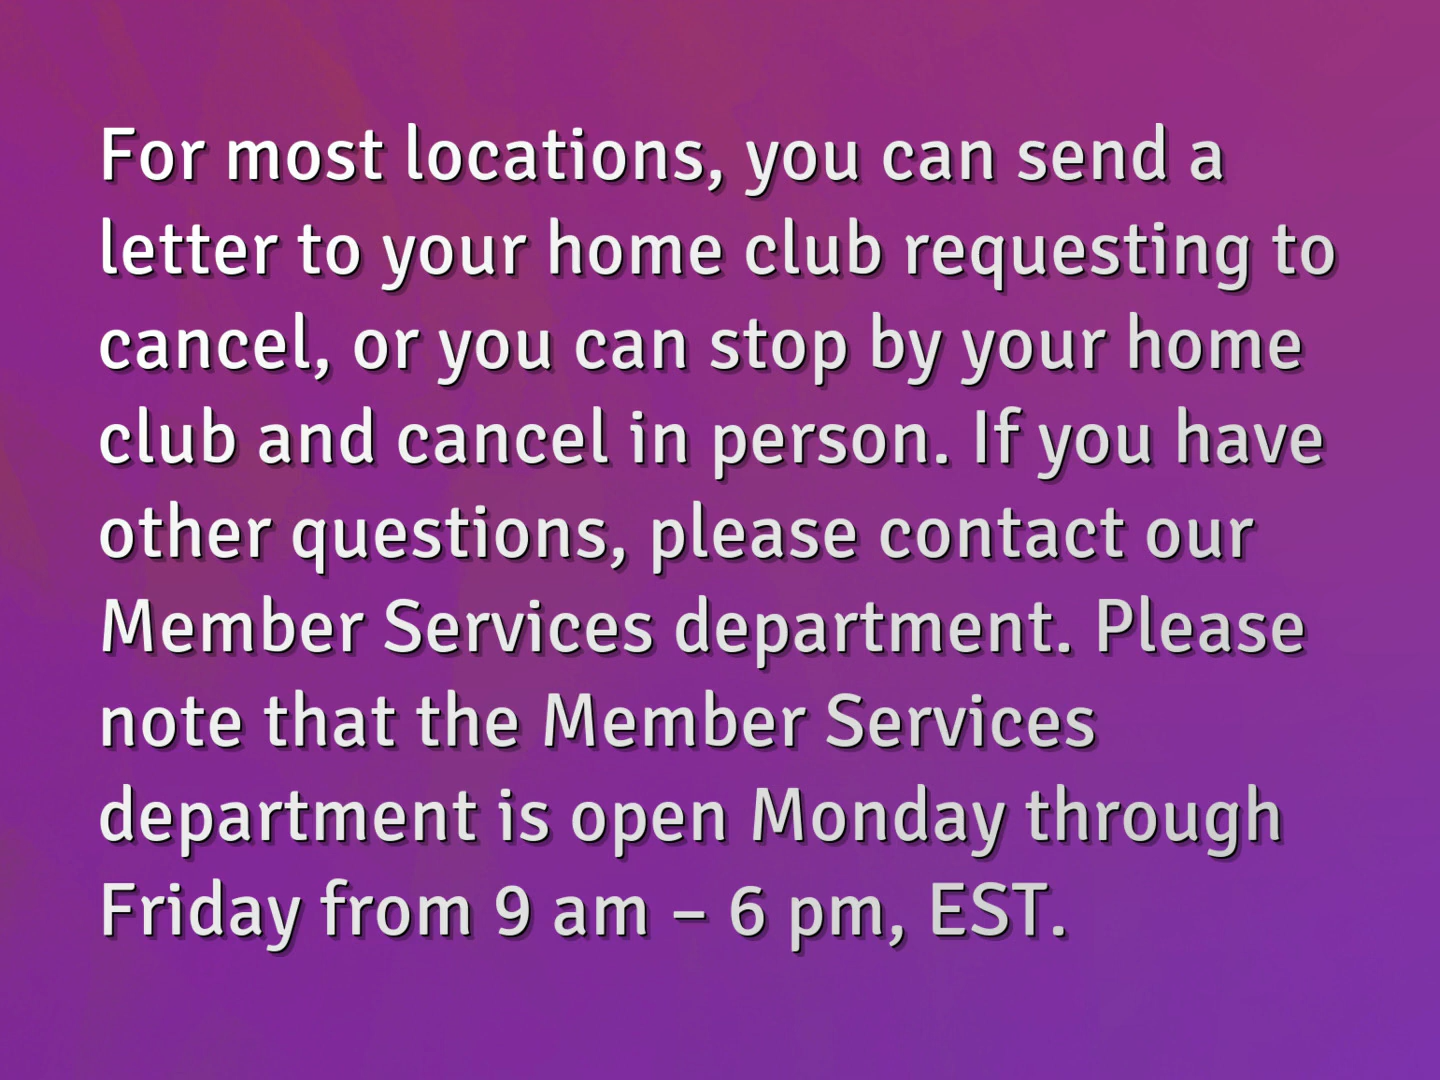 For most locations, you can send a
letter to your home club requesting to
cancel, or you can stop by your home
club and cancel in person. If you have
other questions, please contact our
Member Services department. Please
note that the Member Services
department is open Monday through
Friday from 9 am – 6 pm, EST.